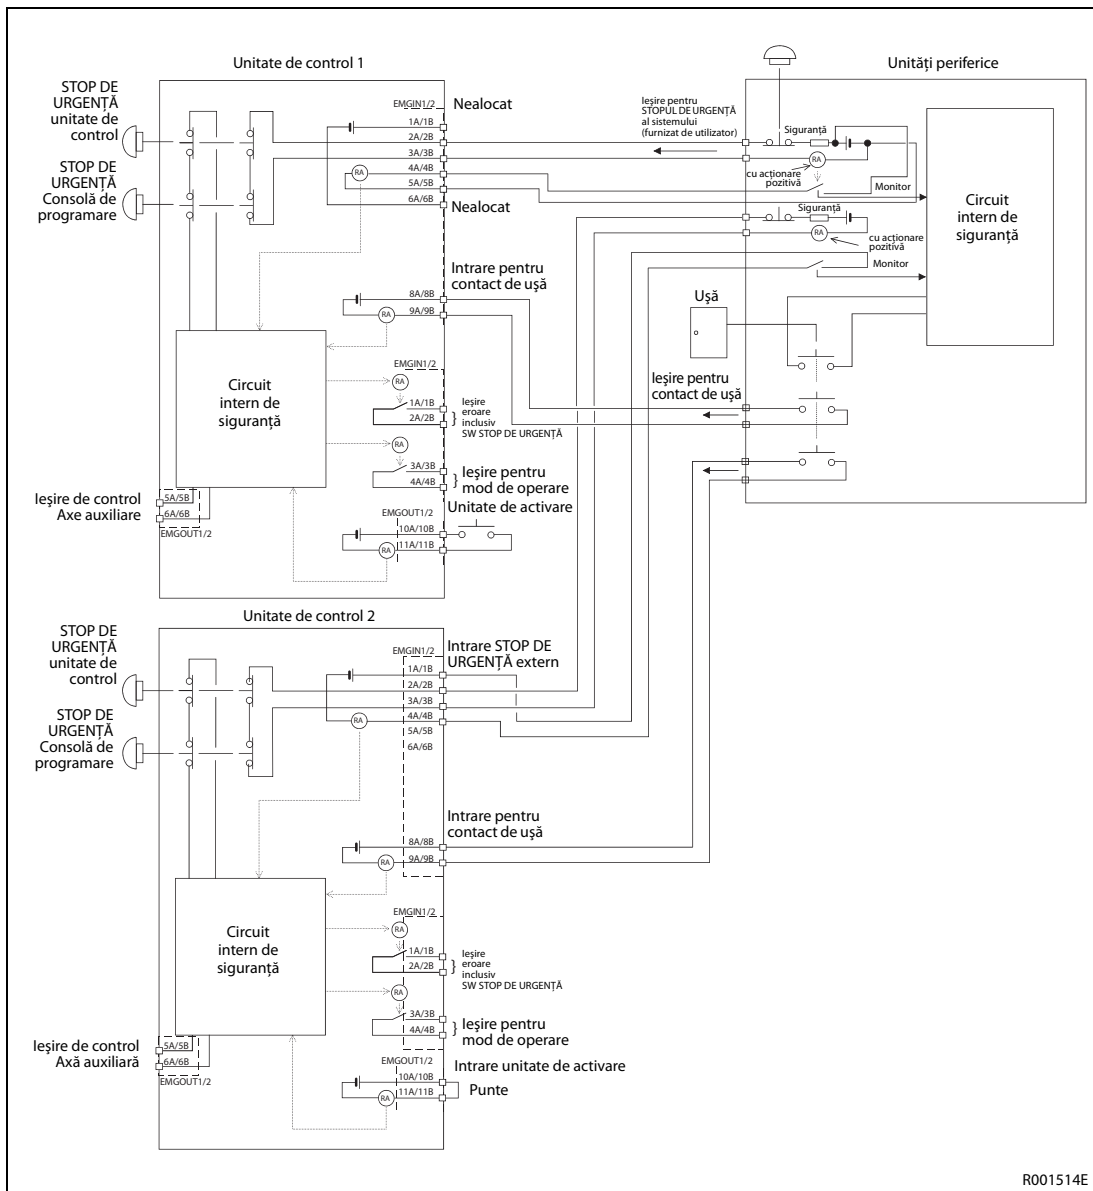 Unitate de control 1
STOP DE
URGENȚĂ
unitate de
control
STOP DE
URGENȚĂ
Consolă de
programare
EMGIN1/2
Nealocat
1A/1B
2A/2B
3A/3B
4A/4B
5A/5B
6A/6B
Nealocat
RA
Intrare pentru
contact de ușă
8A/8B
9A/9B
RA
Circuit
intern de
siguranță
EMGIN1/2
RA
1A/1B
2A/2B
Ieșire
eroare
inclusiv
SW STOP DE URGENȚĂ
RA
3A/3B
4A/4B
Ieșire pentru
mod de operare
Unitate de activare
Ieșire de control
Axe auxiliare
5A/5B
6A/6B
EMGOUT1/2
EMGOUT1/2
10A/10B
11A/11B
RA
Unități periferice
Ieșire pentru
STOPUL DE URGENȚĂ
al sistemului
(furnizat de utilizator)
Siguranță
RA
cu acționare
pozitivă
Monitor
Siguranță
RA
cu acționare
pozitivă
Monitor
Circuit
intern de
siguranță
Ușă
Ieșire pentru
contact de ușă
Unitate de control 2
STOP DE
URGENȚĂ
unitate de
control
STOP DE
URGENȚĂ
Consolă de
programare
EMGIN1/2
Intrare STOP DE
URGENȚĂ extern
1A/1B
2A/2B
3A/3B
4A/4B
5A/5B
6A/6B
RA
Intrare pentru
contact de ușă
8A/8B
9A/9B
RA
Circuit
intern de
siguranță
EMGIN1/2
RA
1A/1B
2A/2B
Ieșire
eroare
inclusiv
SW STOP DE URGENȚĂ
RA
3A/3B
4A/4B
Ieșire pentru
mod de operare
Ieșire de control
Axă auxiliară
5A/5B
6A/6B
EMGOUT1/2
EMGOUT1/2
Intrare unitate de activare
10A/10B
11A/11B
RA
Punte
R001514E